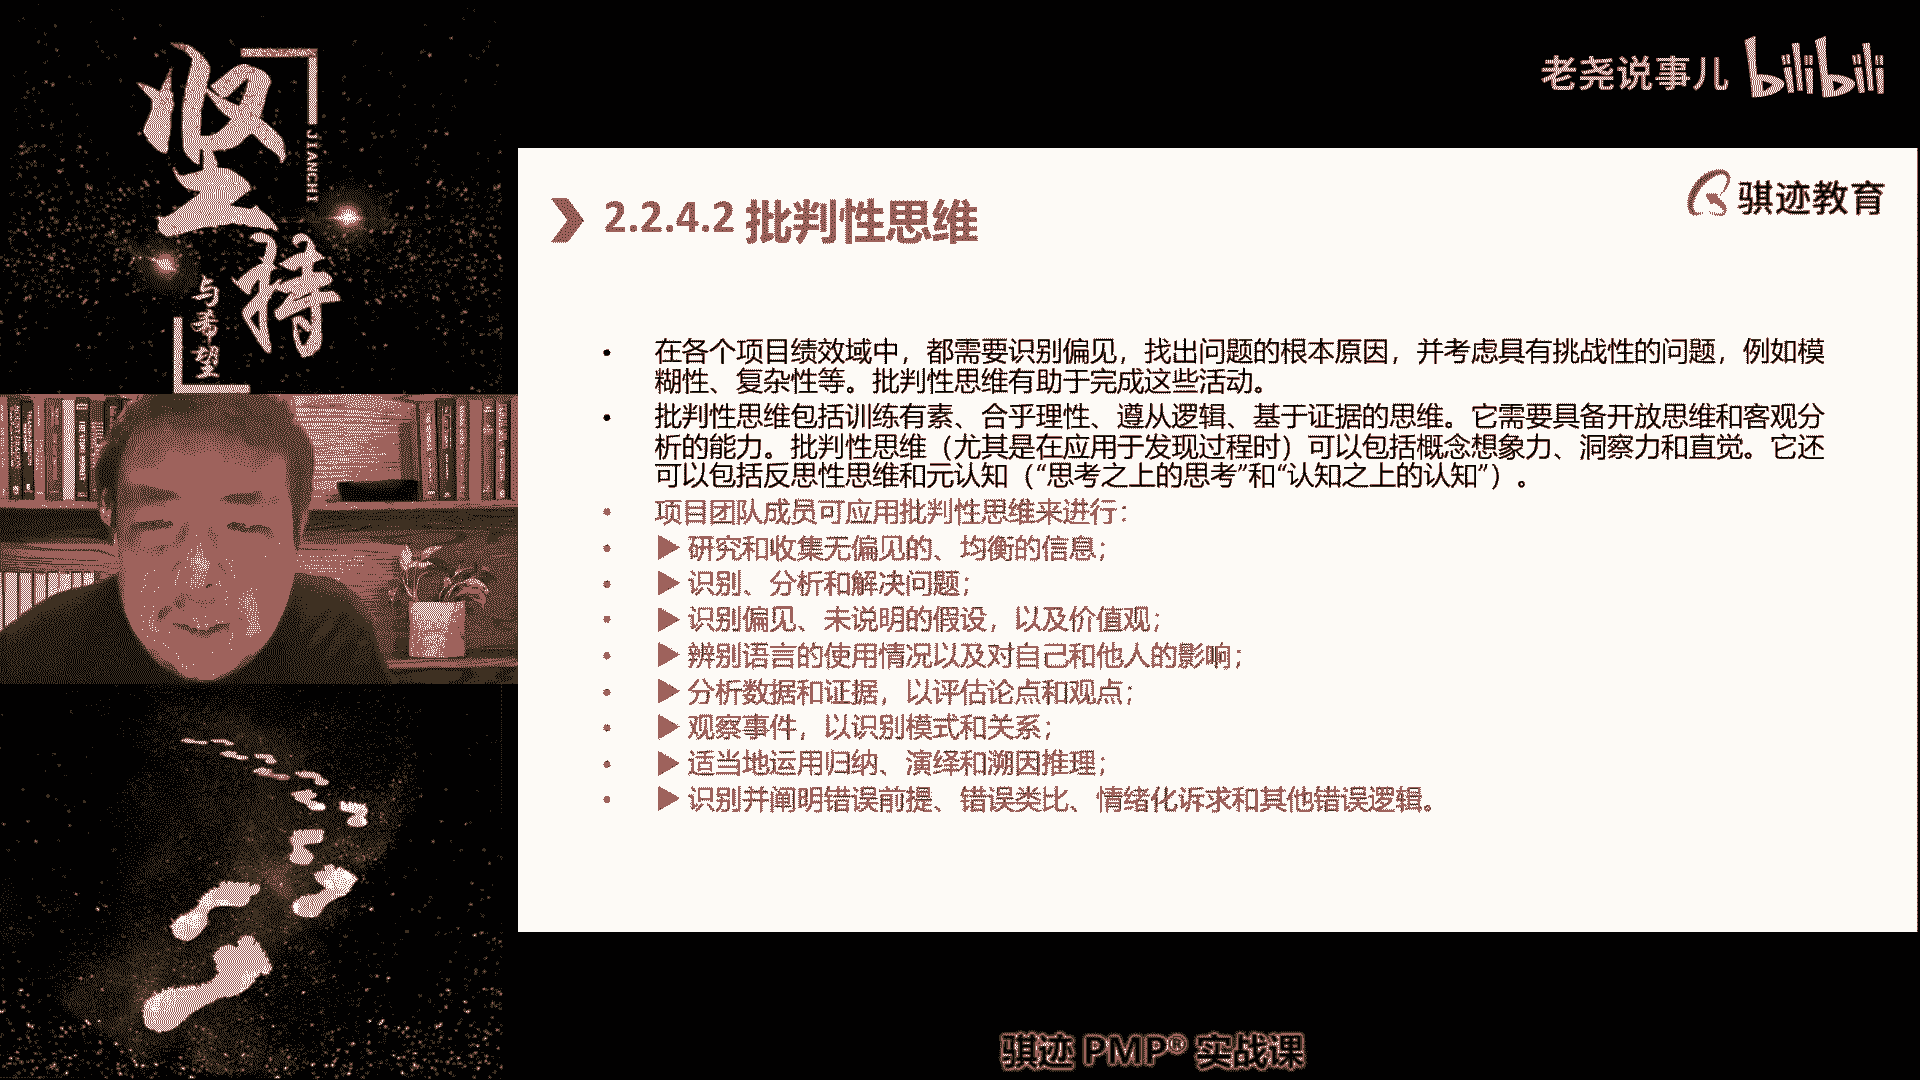 坚持
JIANCHI
与希望
老尧说事儿 bilibili
骐迹教育
2.2.4.2 批判性思维
• 在各个项目绩效域中，都需要识别偏见，找出问题的根本原因，并考虑具有挑战性的问题，例如模
糊性、复杂性等。批判性思维有助于完成这些活动。
• 批判性思维包括训练有素、合乎理性、遵从逻辑、基于证据的思维。它需要具备开放思维和客观分
析的能力。批判性思维（尤其是在应用于发现过程时）可以包括概念想象力、洞察力和直觉。它还
可以包括反思性思维和元认知（“思考之上的思考”和“认知之上的认知”）。
• 项目团队成员可应用批判性思维来进行：
• ▶ 研究和收集无偏见的、均衡的信息；
• ▶ 识别、分析和解决问题；
• ▶ 识别偏见、未说明的假设，以及价值观；
• ▶ 辨别语言的使用情况以及对自己和他人的影响；
• ▶ 分析数据和证据，以评估论点和观点；
• ▶ 观察事件，以识别模式和关系；
• ▶ 适当地运用归纳、演绎和溯因推理；
• ▶ 识别并阐明错误前提、错误类比、情绪化诉求和其他错误逻辑。
骐迹 PMP® 实战课